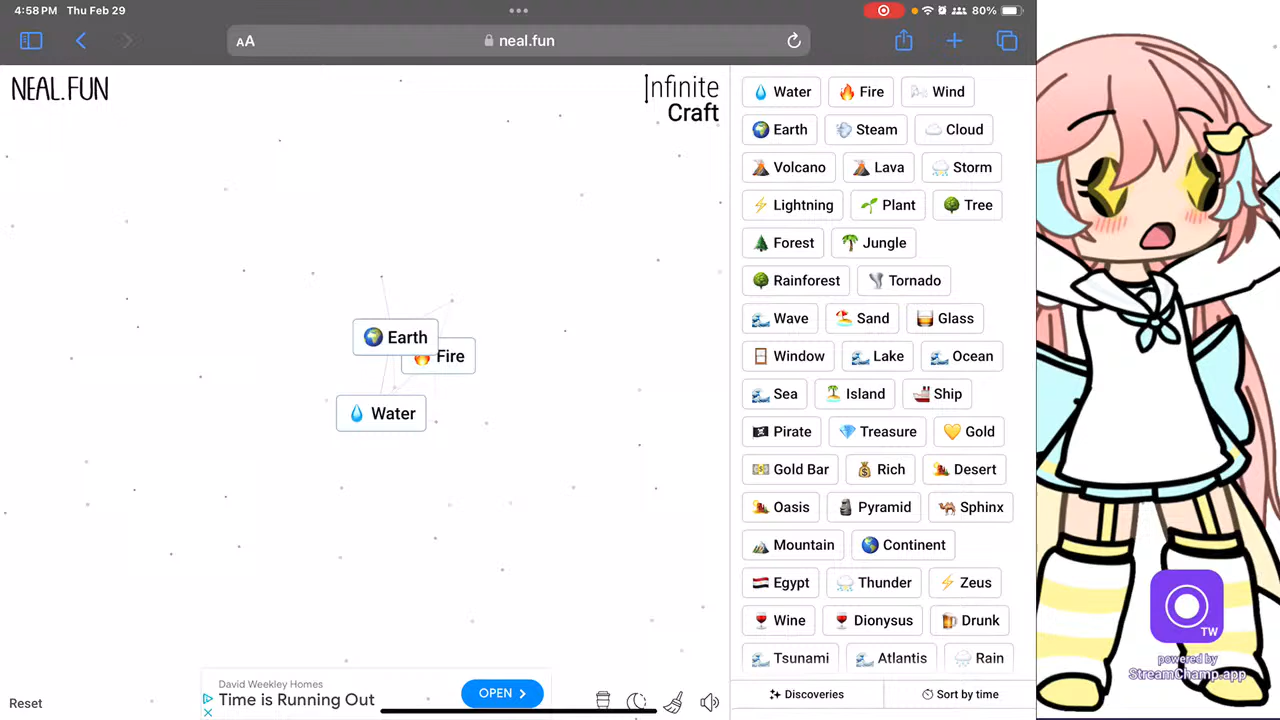 4:58 PM Thu Feb 29
80%
AA
neal.fun
NEAL.FUN
Infinite
Craft
Earth
Fire
Water
Water Fire Wind
Earth Steam Cloud
Volcano Lava Storm
Lightning Plant Tree
Forest Jungle
Rainforest Tornado
Wave Sand Glass
Window Lake Ocean
Sea Island Ship
Pirate Treasure Gold
Gold Bar Rich Desert
Oasis Pyramid Sphinx
Mountain Continent
Egypt Thunder Zeus
Wine Dionysus Drunk
Tsunami Atlantis Rain
Discoveries Sort by time
Reset
David Weekley Homes
Time is Running Out
OPEN
TW
powered by
StreamChamp.app